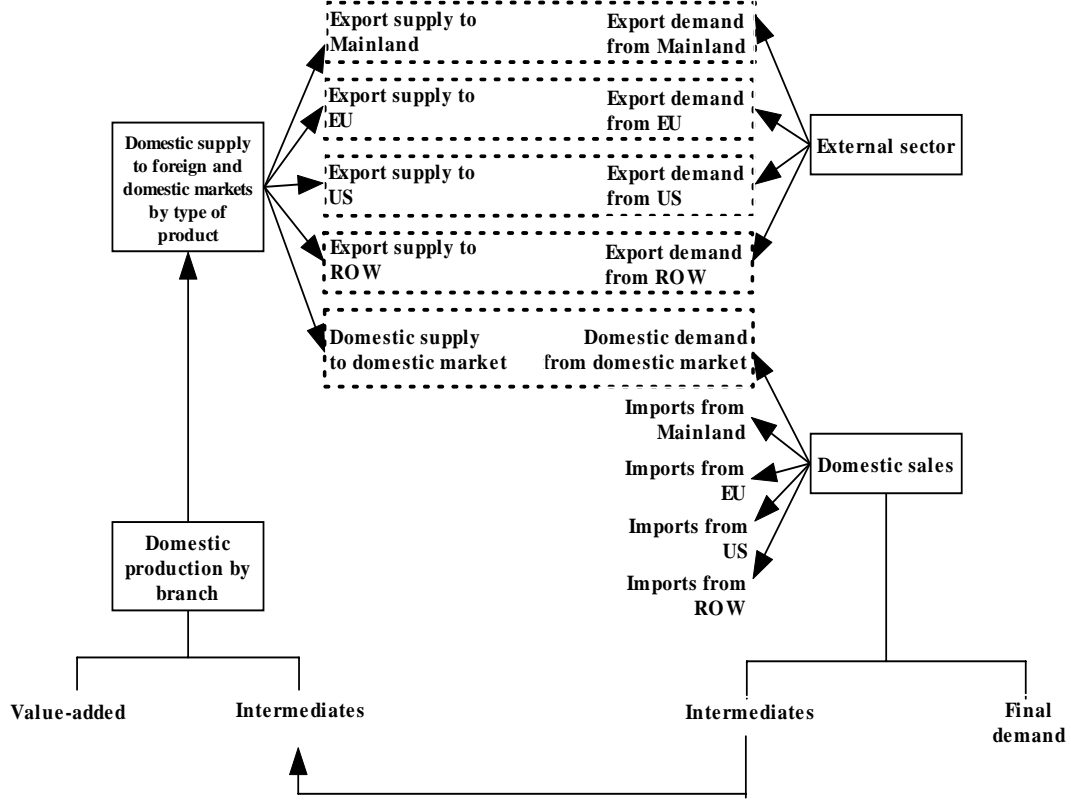 Export supply to
Mainland
Export demand
from Mainland
Export supply to
EU
Export demand
from EU
Domestic supply
to foreign and
domestic markets
by type of
product
External sector
Export supply to
US
Export demand
from US
Export supply to
ROW
Export demand
from ROW
Domestic supply
to domestic market
Domestic demand
from domestic market
Imports from
Mainland
Domestic sales
Imports from
EU
Imports from
US
Domestic
production by
branch
Imports from
ROW
Value-added
Intermediates
Intermediates
Final
demand